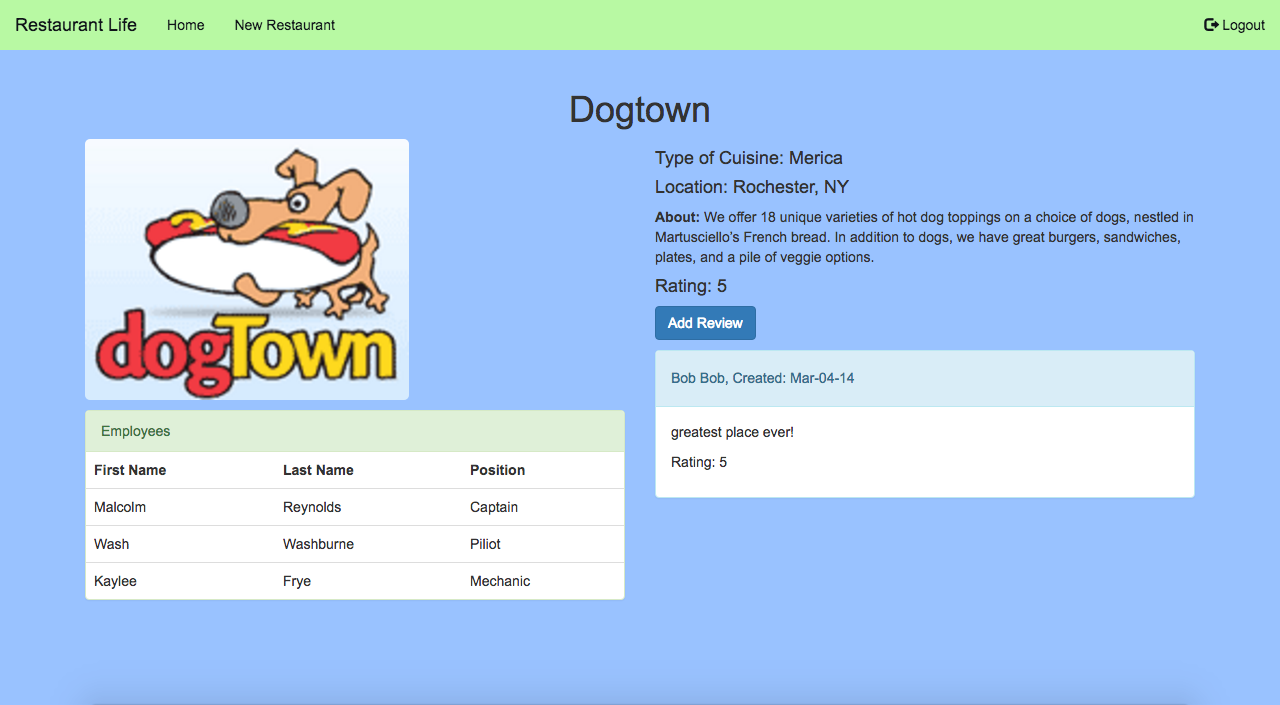 Restaurant Life Home New Restaurant Logout
Dogtown
dogTown
Type of Cuisine: Merica
Location: Rochester, NY
About: We offer 18 unique varieties of hot dog toppings on a choice of dogs, nestled in
Martusciello's French bread. In addition to dogs, we have great burgers, sandwiches,
plates, and a pile of veggie options.
Rating: 5
Add Review
Bob Bob, Created: Mar-04-14
greatest place ever!
Rating: 5
Employees
First Name Last Name Position
Malcolm Reynolds Captain
Wash Washburne Piliot
Kaylee Frye Mechanic